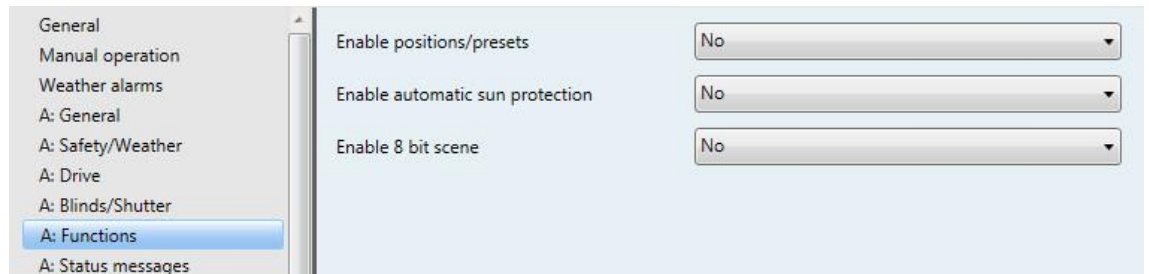 General
Manual operation
Weather alarms
A: General
A: Safety/Weather
A: Drive
A: Blinds/Shutter
A: Functions
A: Status messages
Enable positions/presets No
Enable automatic sun protection No
Enable 8 bit scene No